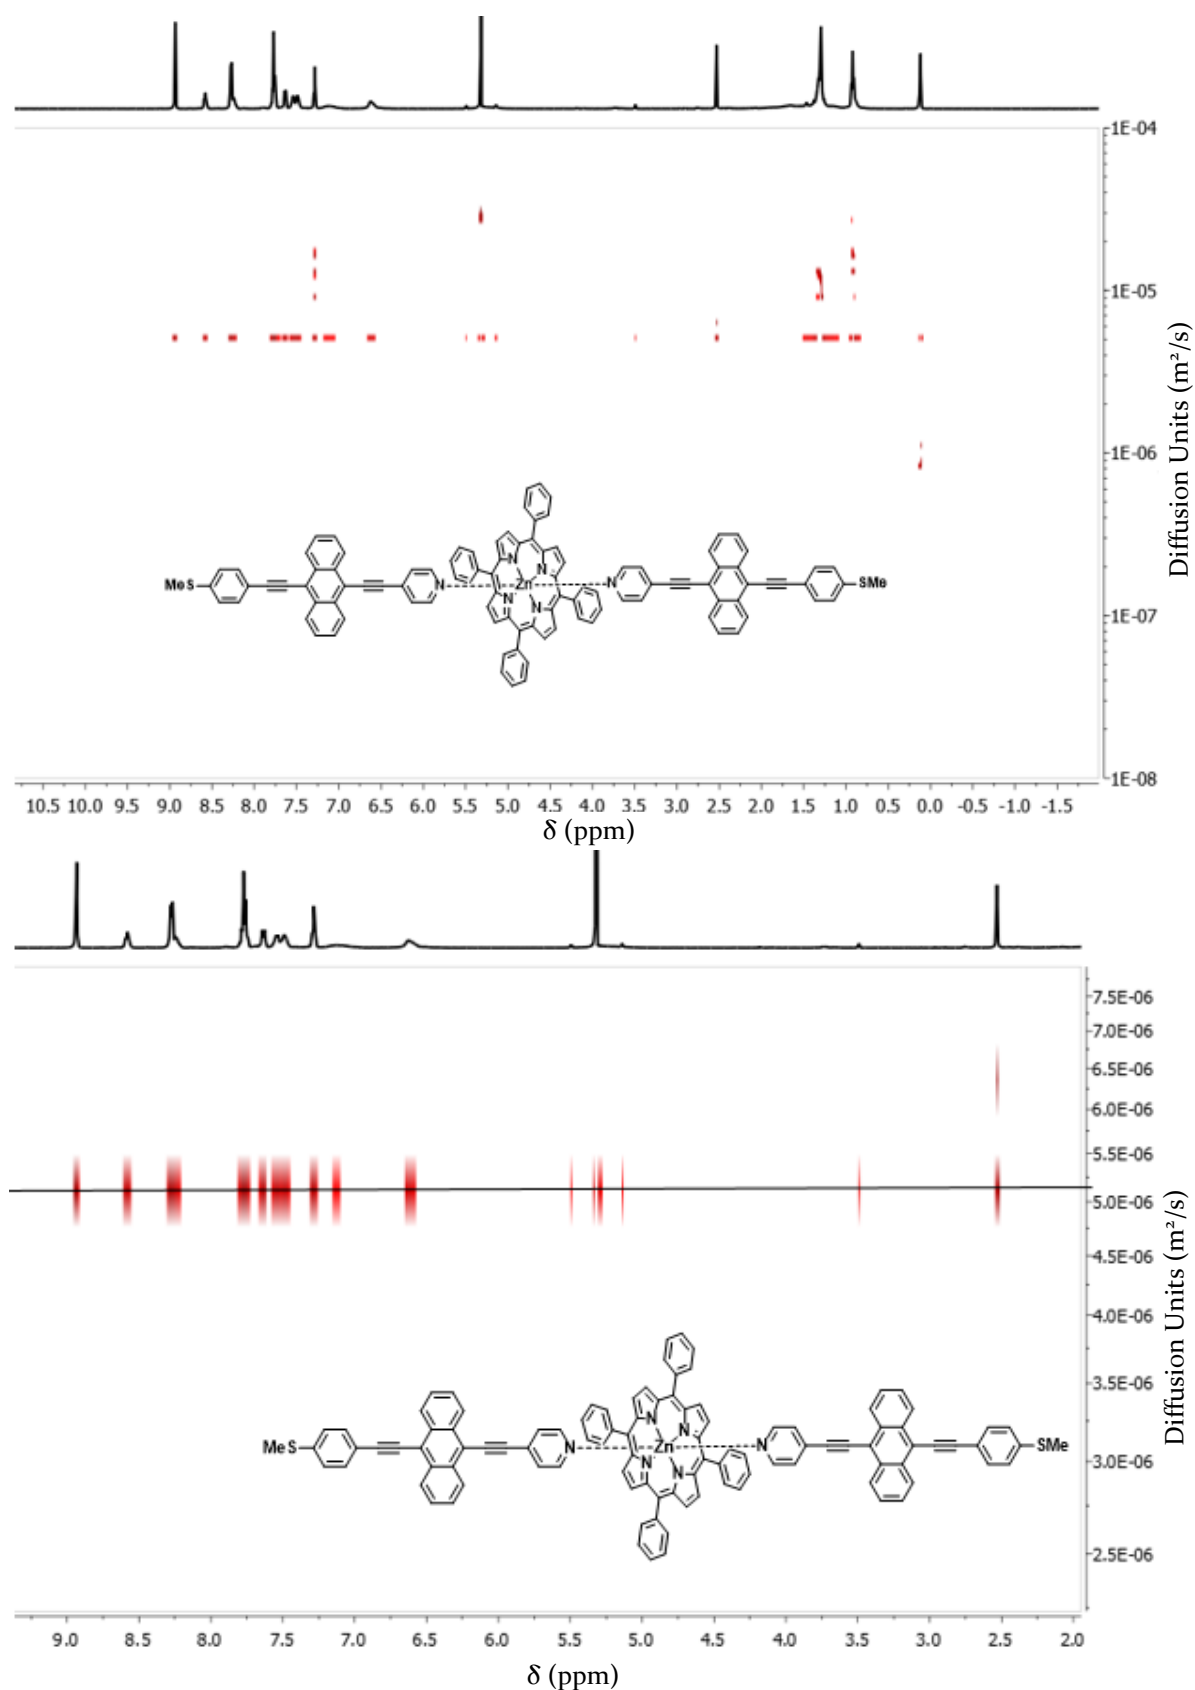 1E-04
1E-05
1E-06
1E-07
1E-08
Diffusion Units (m²/s)
MeS N N N N N Zn N SMe
10.5 10.0 9.5 9.0 8.5 8.0 7.5 7.0 6.5 6.0 5.5 5.0 4.5 4.0 3.5 3.0 2.5 2.0 1.5 1.0 0.5 0.0 -0.5 -1.0 -1.5
δ (ppm)
7.5E-06
7.0E-06
6.5E-06
6.0E-06
5.5E-06
5.0E-06
4.5E-06
4.0E-06
3.5E-06
3.0E-06
2.5E-06
Diffusion Units (m²/s)
MeS N N N N N Zn N SMe
9.0 8.5 8.0 7.5 7.0 6.5 6.0 5.5 5.0 4.5 4.0 3.5 3.0 2.5 2.0
δ (ppm)